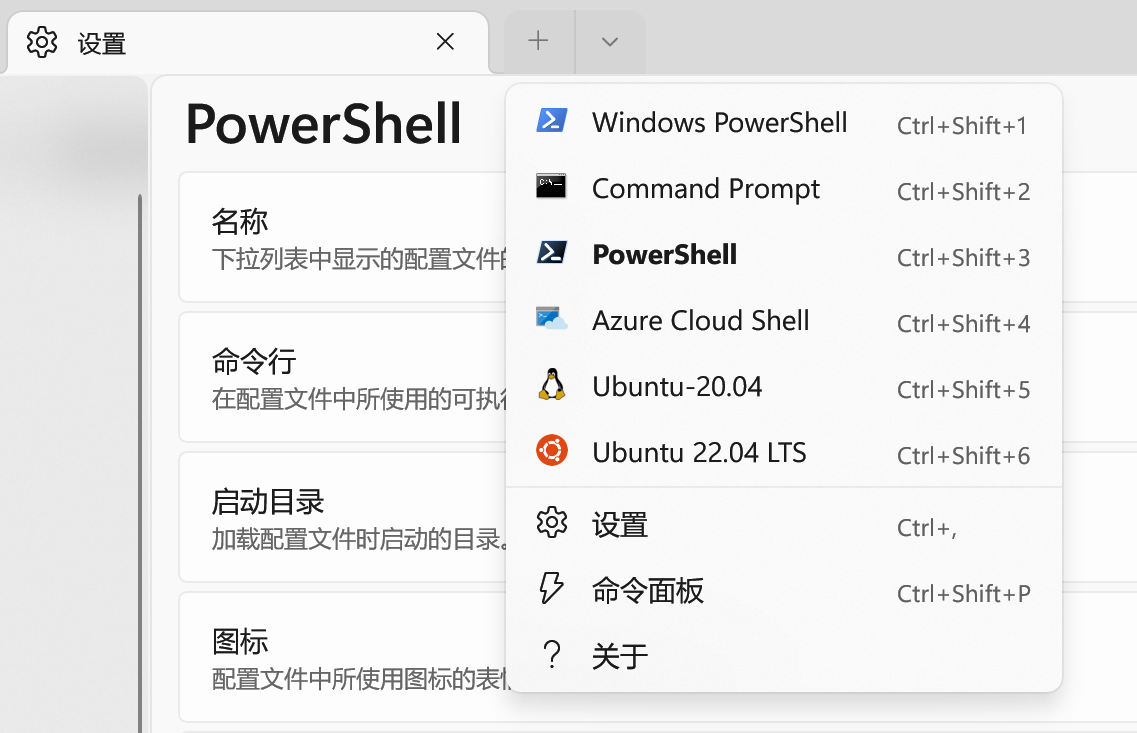 设置
PowerShell
名称
下拉列表中显示的配置文件
命令行
在配置文件中所使用的可执
启动目录
加载配置文件时启动的目录。
图标
配置文件中所使用图标的表
Windows PowerShell Ctrl+Shift+1
Command Prompt Ctrl+Shift+2
PowerShell Ctrl+Shift+3
Azure Cloud Shell Ctrl+Shift+4
Ubuntu-20.04 Ctrl+Shift+5
Ubuntu 22.04 LTS Ctrl+Shift+6
设置 Ctrl+,
命令面板 Ctrl+Shift+P
关于